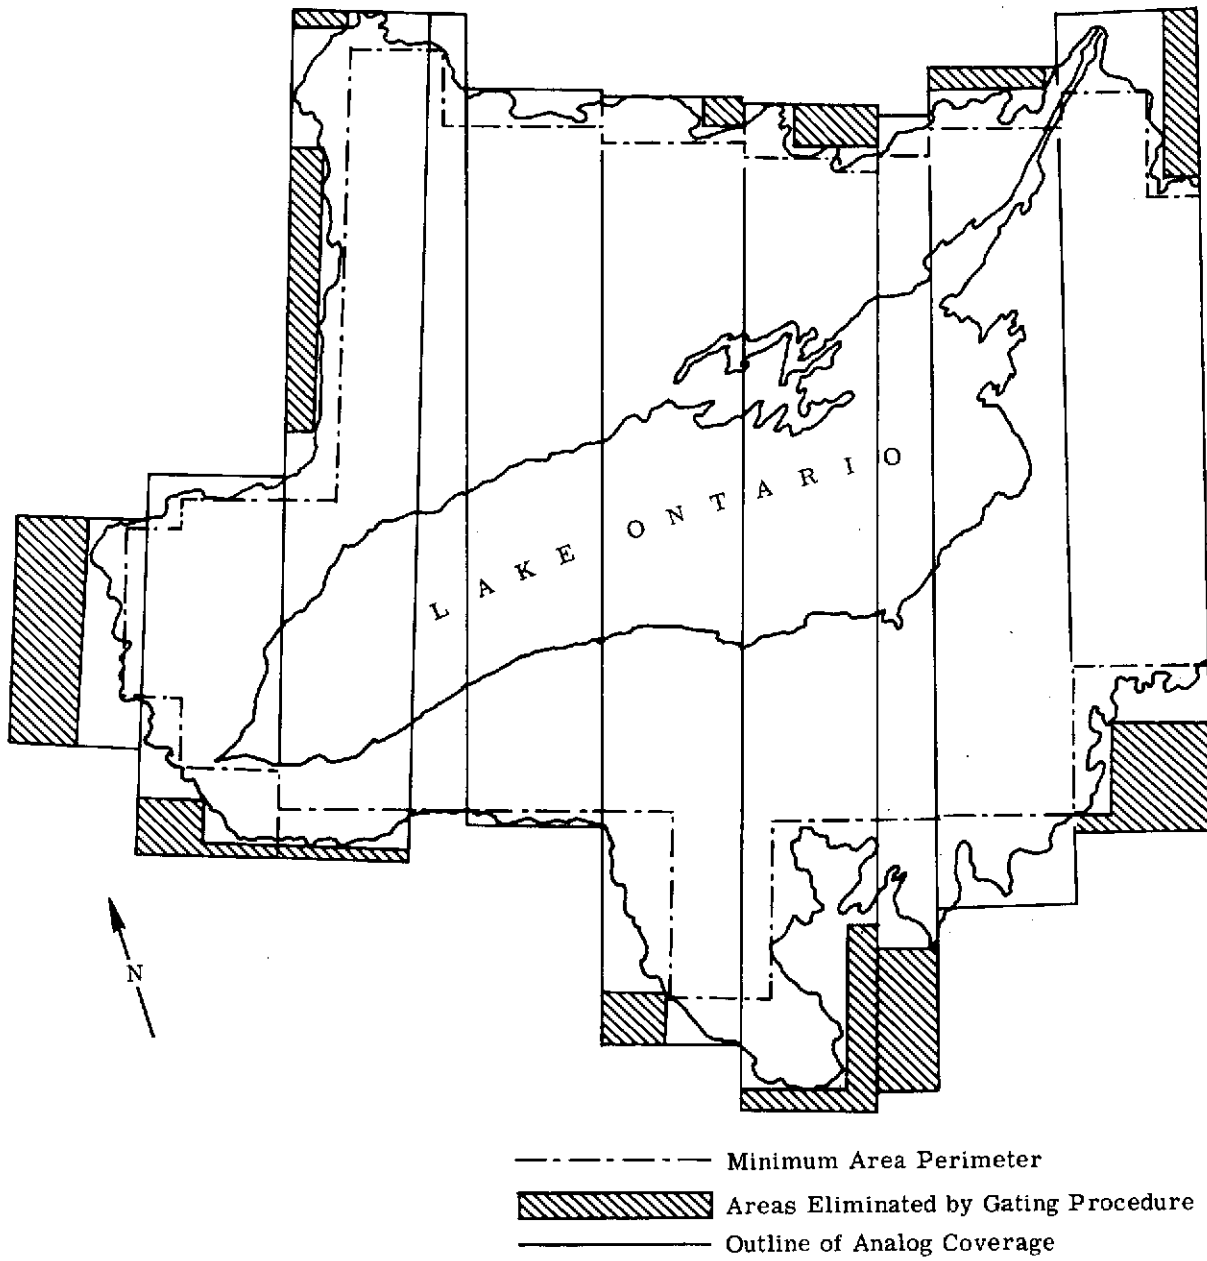 LAKE ONTARIO
N
Minimum Area Perimeter
Areas Eliminated by Gating Procedure
Outline of Analog Coverage